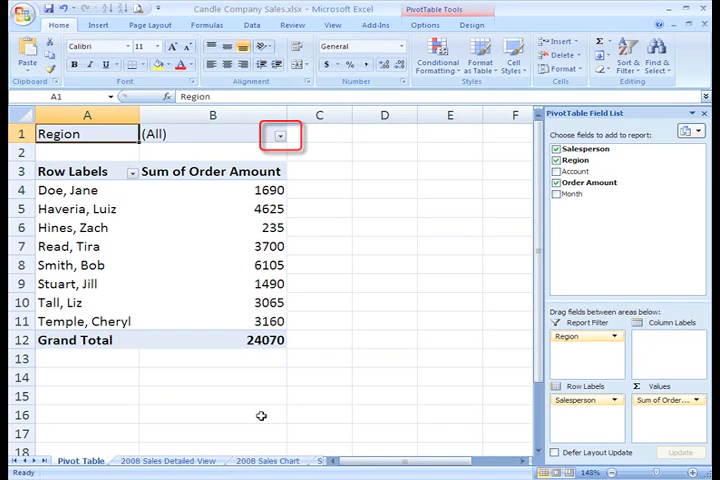 Candle Company Sales.xlsx - Microsoft Excel
PivotTable Tools
Home Insert Page Layout Formulas Data Review View Add-Ins Options Design
Calibri 11 General Insert
Paste Conditional Formatting Format as Table Cell Styles Delete Sort & Filter Find & Select
Format
Clipboard Font Alignment Number Styles Cells Editing
A1 Region
A B C D E F
1 Region (All)
2
3 Row Labels Sum of Order Amount
4 Doe, Jane 1690
5 Haveria, Luiz 4625
6 Hines, Zach 235
7 Read, Tira 3700
8 Smith, Bob 6105
9 Stuart, Jill 1490
10 Tall, Liz 3065
11 Temple, Cheryl 3160
12 Grand Total 24070
13
14
15
16
17
18
PivotTable Field List
Choose fields to add to report:
Salesperson
Region
Account
Order Amount
Month
Drag fields between areas below:
Report Filter Column Labels
Region
Row Labels Σ Values
Salesperson Sum of Order...
Defer Layout Update Update
Pivot Table 2008 Sales Detailed View 2008 Sales Chart S
Ready 148%